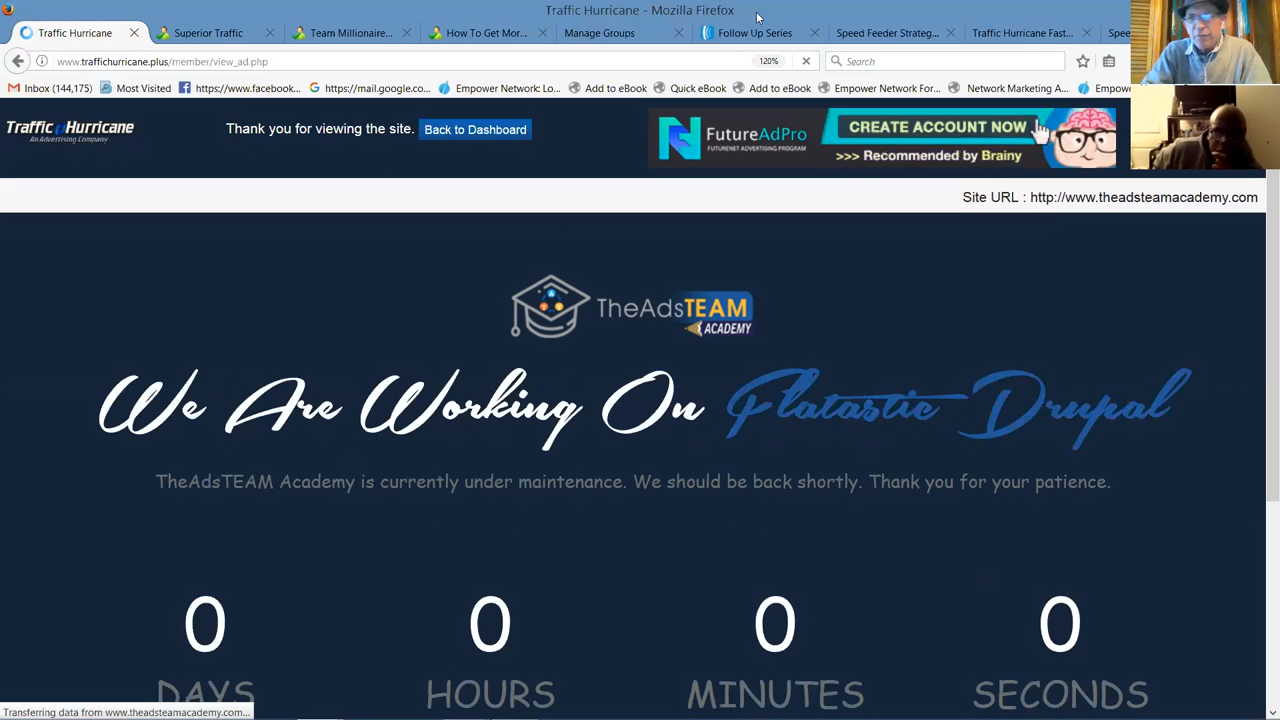 Traffic Hurricane - Mozilla Firefox
Traffic Hurricane
Superior Traffic
Team Millionaire...
How To Get Mor...
Manage Groups
Follow Up Series
Speed Feeder Strateg...
Traffic Hurricane Fast...
Spee
www.traffichurricane.plus/member/view_ad.php
120%
Search
Inbox (144,175)
Most Visited
https://www.facebook...
https://mail.google.co...
Empower Network: Lo...
Add to eBook
Quick eBook
Add to eBook
Empower Network For...
Network Marketing A...
Empowe
Traffic Hurricane
An Advertising Company
Thank you for viewing the site.
Back to Dashboard
FutureAdPro
FUTURENET ADVERTISING PROGRAM
CREATE ACCOUNT NOW
>>> Recommended by Brainy
Site URL : http://www.theadsteamacademy.com
TheAdsTEAM
ACADEMY
We Are Working On Flatastic Drupal
TheAdsTEAM Academy is currently under maintenance. We should be back shortly. Thank you for your patience.
0 0 0 0
DAYS HOURS MINUTES SECONDS
Transferring data from www.theadsteamacademy.com...